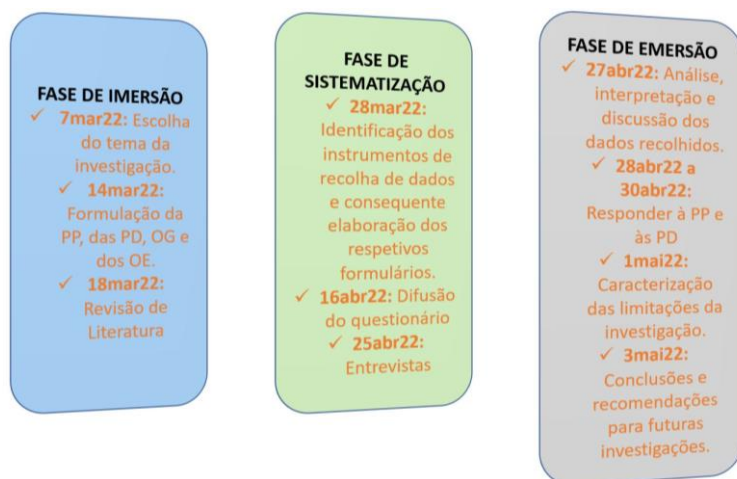 FASE DE IMERSÃO
✓ 7mar22: Escolha
do tema da
investigação.
✓ 14mar22:
Formulação da
PP, das PD, OG e
dos OE.
✓ 18mar22:
Revisão de
Literatura
FASE DE
SISTEMATIZAÇÃO
✓ 28mar22:
Identificação dos
instrumentos de
recolha de dados
e consequente
elaboração dos
respetivos
formulários.
✓ 16abr22: Difusão
do questionário
✓ 25abr22:
Entrevistas
FASE DE EMERSÃO
✓ 27abr22: Análise,
interpretação e
discussão dos
dados recolhidos.
✓ 28abr22 a
30abr22:
Responder à PP e
às PD
✓ 1mai22:
Caracterização
das limitações da
investigação.
✓ 3mai22:
Conclusões e
recomendações
para futuras
investigações.